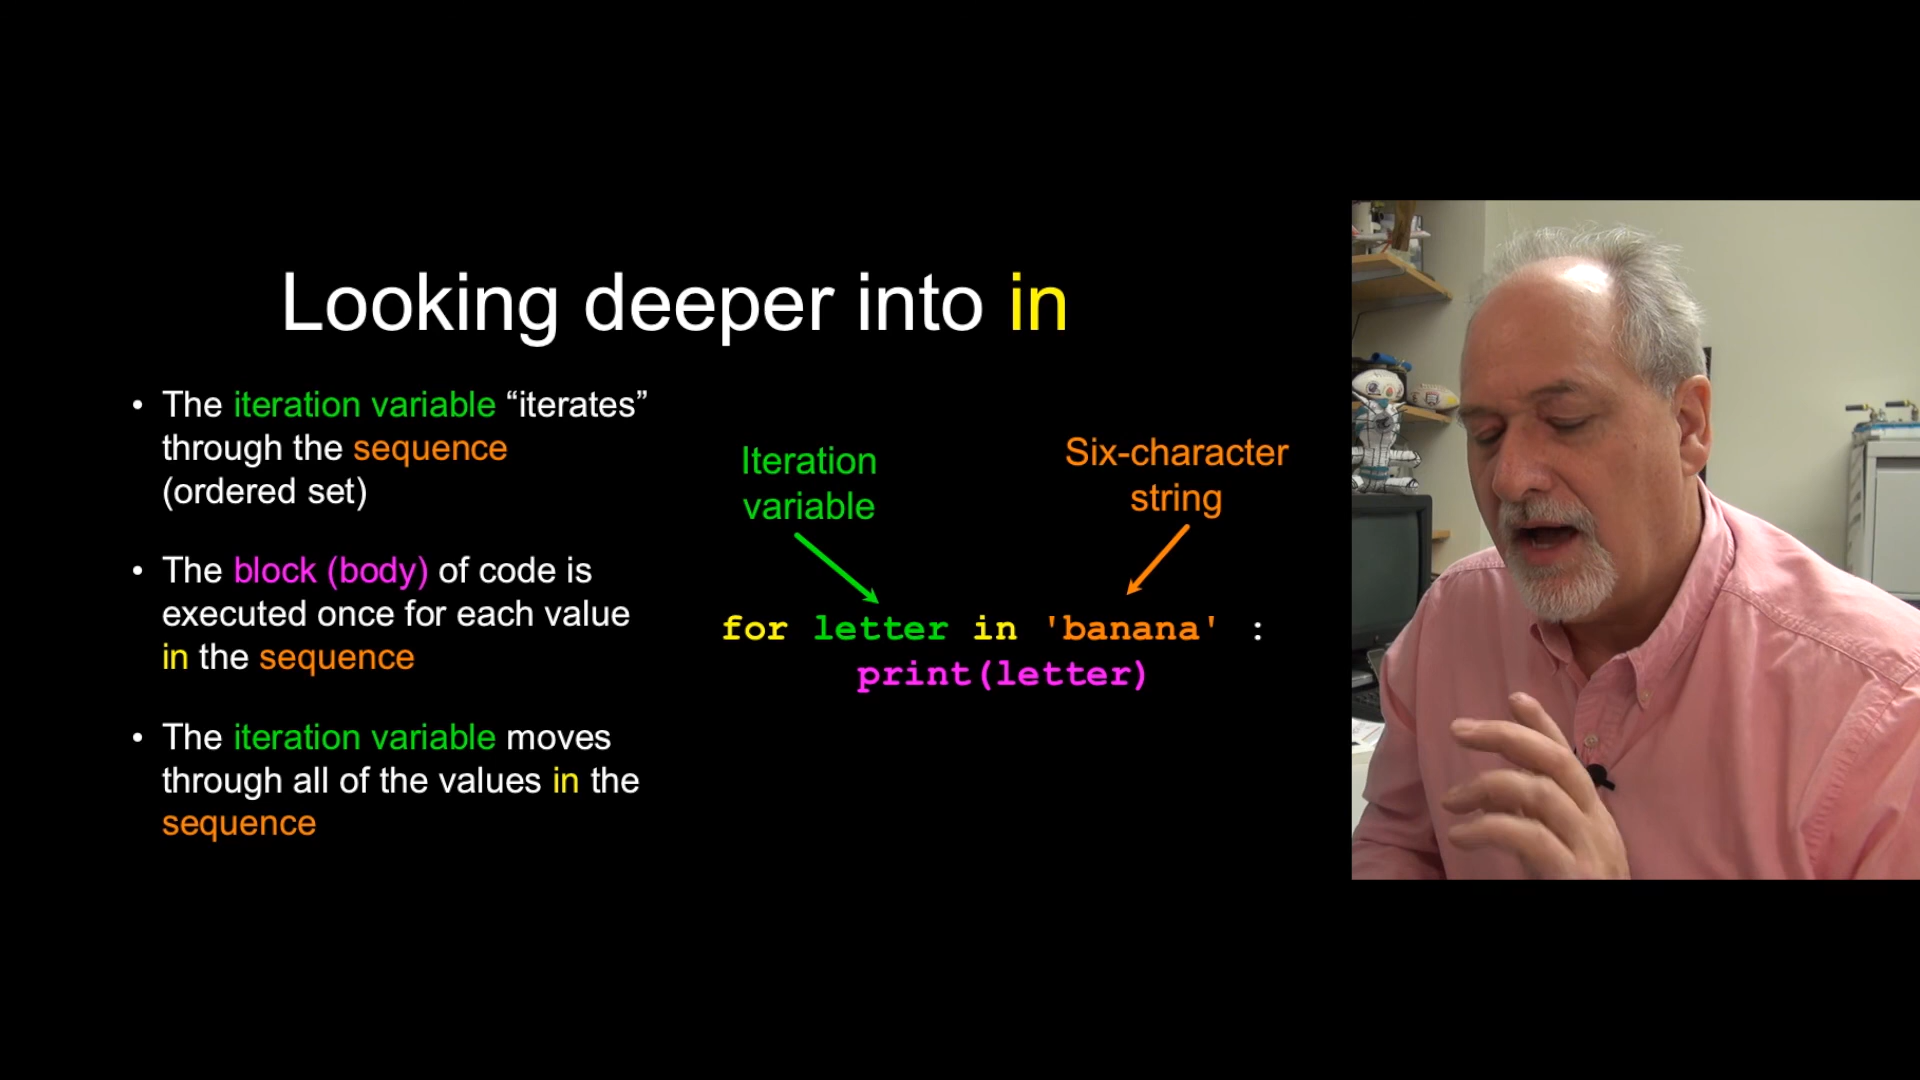 Looking deeper into in
• The iteration variable “iterates”
through the sequence
(ordered set)
• The block (body) of code is
executed once for each value
in the sequence
• The iteration variable moves
through all of the values in the
sequence
Iteration
variable
Six-character
string
for letter in 'banana' :
print(letter)